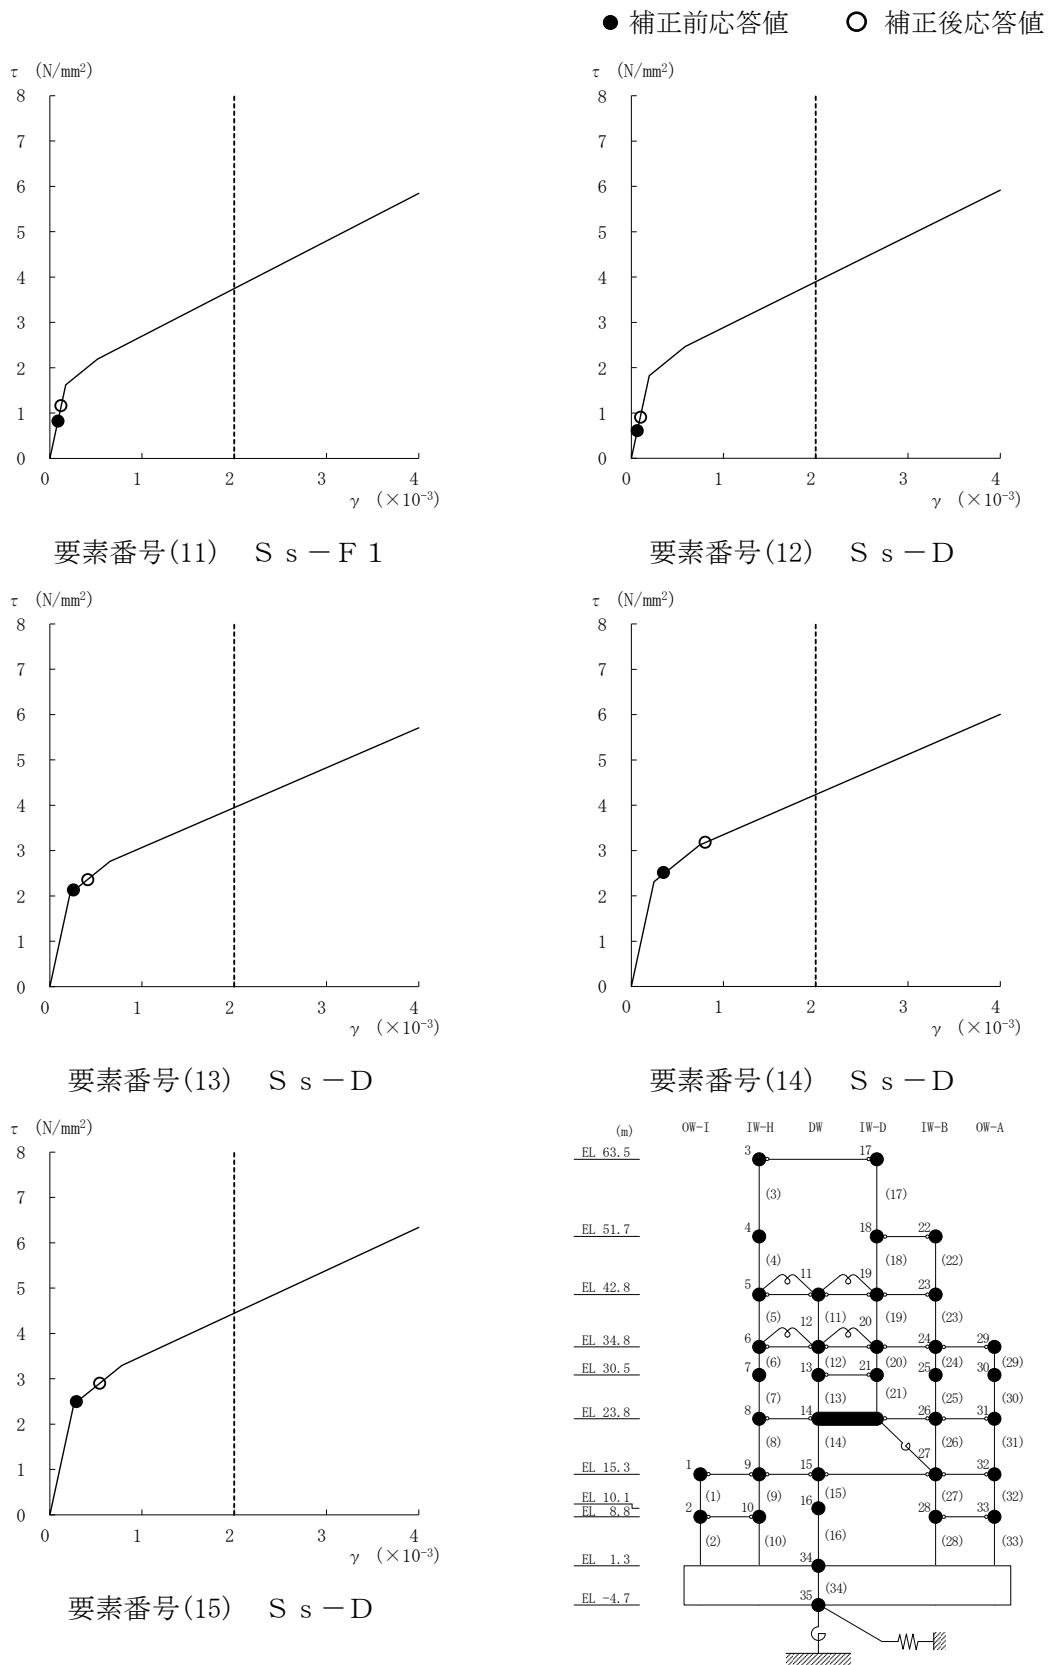 ● 補正前応答値　○ 補正後応答値
τ (N/mm²)
8
7
6
5
4
3
2
1
0
0 1 2 3 4
γ (×10⁻³)
要素番号(11)　Ｓｓ－Ｆ１
τ (N/mm²)
8
7
6
5
4
3
2
1
0
0 1 2 3 4
γ (×10⁻³)
要素番号(12)　Ｓｓ－Ｄ
τ (N/mm²)
8
7
6
5
4
3
2
1
0
0 1 2 3 4
γ (×10⁻³)
要素番号(13)　Ｓｓ－Ｄ
τ (N/mm²)
8
7
6
5
4
3
2
1
0
0 1 2 3 4
γ (×10⁻³)
要素番号(14)　Ｓｓ－Ｄ
τ (N/mm²)
8
7
6
5
4
3
2
1
0
0 1 2 3 4
γ (×10⁻³)
要素番号(15)　Ｓｓ－Ｄ
(m) OW-I IW-H DW IW-D IW-B OW-A
EL 63.5 3 17
(3) (17)
EL 51.7 4 18 22
(4) (18) (22)
EL 42.8 5 11 19 23
(5) (11) (19) (23)
EL 34.8 6 12 20 24 29
(6) (12) (20) (24) (29)
EL 30.5 7 13 21 25 30
(7) (13) (21) (25) (30)
EL 23.8 8 14 26 31
(8) (14) (26) (31)
EL 15.3 1 9 15 27 32
(1) (9) (15) (27) (32)
EL 10.1 16
EL 8.8 2 10 28 33
(2) (10) (16) (28) (33)
EL 1.3 34
(34)
EL -4.7 35